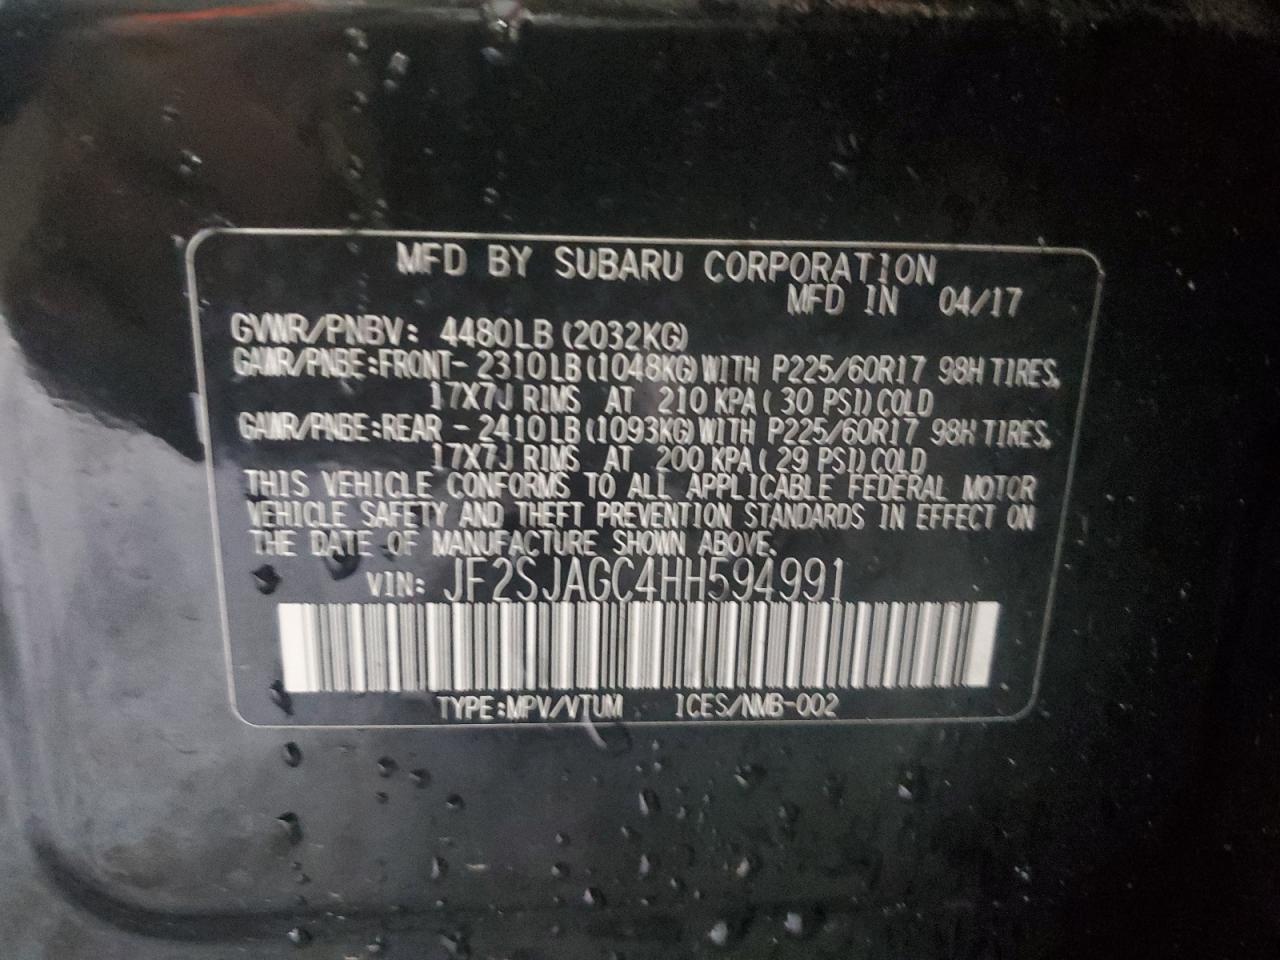 MFD BY SUBARU CORPORATION
MFD IN 04/17
GVWR/PNBV: 4480LB (2032KG)
GAWR/PNBE:FRONT- 2310LB(1048KG)WITH P225/60R17 98H TIRES,
17X7J RIMS AT 210 KPA( 30 PSI)COLD
GAWR/PNBE:REAR - 2410LB(1093KG)WITH P225/60R17 98H TIRES,
17X7J RIMS AT 200 KPA( 29 PSI)COLD
THIS VEHICLE CONFORMS TO ALL APPLICABLE FEDERAL MOTOR
VEHICLE SAFETY AND THEFT PREVENTION STANDARDS IN EFFECT ON
THE DATE OF MANUFACTURE SHOWN ABOVE.
VIN: JF2SJAGC4HH594991
TYPE:MPV/VTUM ICES/NMB-002